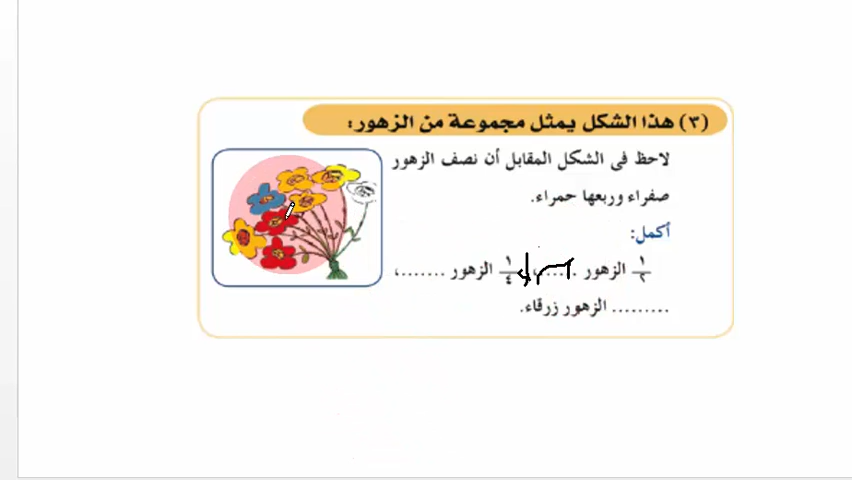 (٣) هذا الشكل يمثل مجموعة من الزهور:
لاحظ فى الشكل المقابل أن نصف الزهور
صفراء وربعها حمراء.
أكمل:
١/٢ الزهور ......، ١/٤ الزهور .......،
......... الزهور زرقاء.